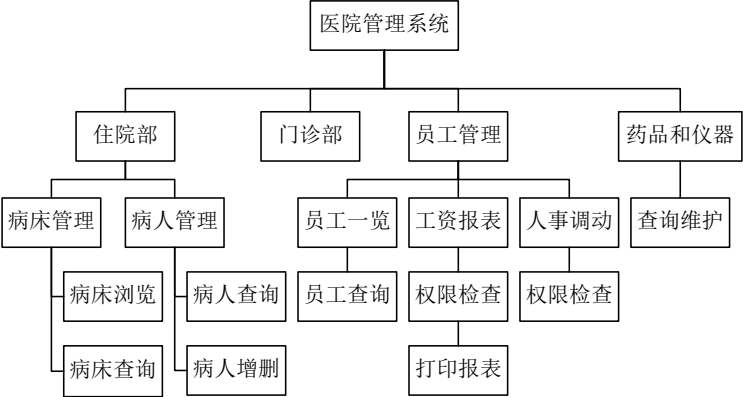 医院管理系统
住院部
门诊部
员工管理
药品和仪器
病床管理
病人管理
员工一览
工资报表
人事调动
查询维护
病床浏览
病人查询
员工查询
权限检查
权限检查
病床查询
病人增删
打印报表